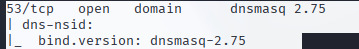 53/tcp open domain dnsmasq 2.75
| dns-nsid:
|_ bind.version: dnsmasq-2.75